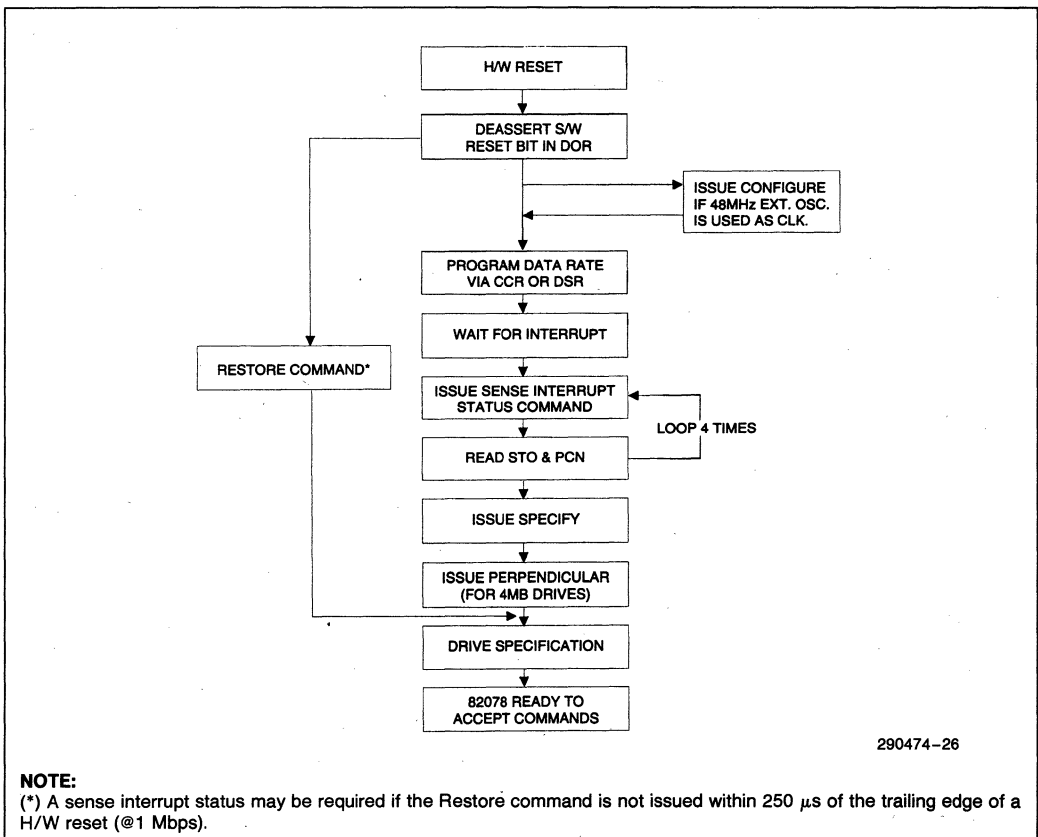 H/W RESET
DEASSERT S/W
RESET BIT IN DOR
ISSUE CONFIGURE
IF 48MHz EXT. OSC.
IS USED AS CLK.
PROGRAM DATA RATE
VIA CCR OR DSR
WAIT FOR INTERRUPT
RESTORE COMMAND*
ISSUE SENSE INTERRUPT
STATUS COMMAND
LOOP 4 TIMES
READ STO & PCN
ISSUE SPECIFY
ISSUE PERPENDICULAR
(FOR 4MB DRIVES)
DRIVE SPECIFICATION
82078 READY TO
ACCEPT COMMANDS
290474–26
NOTE:
(*) A sense interrupt status may be required if the Restore command is not issued within 250 μs of the trailing edge of a
H/W reset (@1 Mbps).